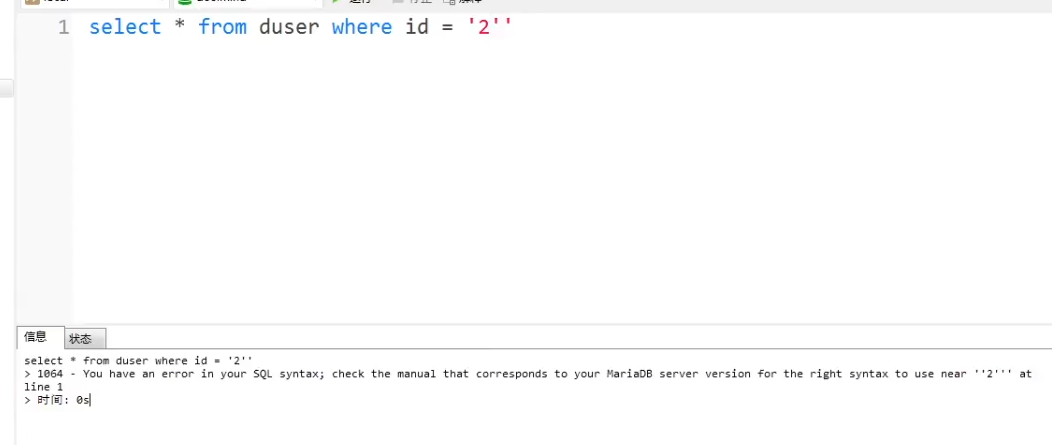 1 select * from duser where id = '2''
信息 状态
select * from duser where id = '2''
> 1064 - You have an error in your SQL syntax; check the manual that corresponds to your MariaDB server version for the right syntax to use near ''2''' at
line 1
> 时间: 0s